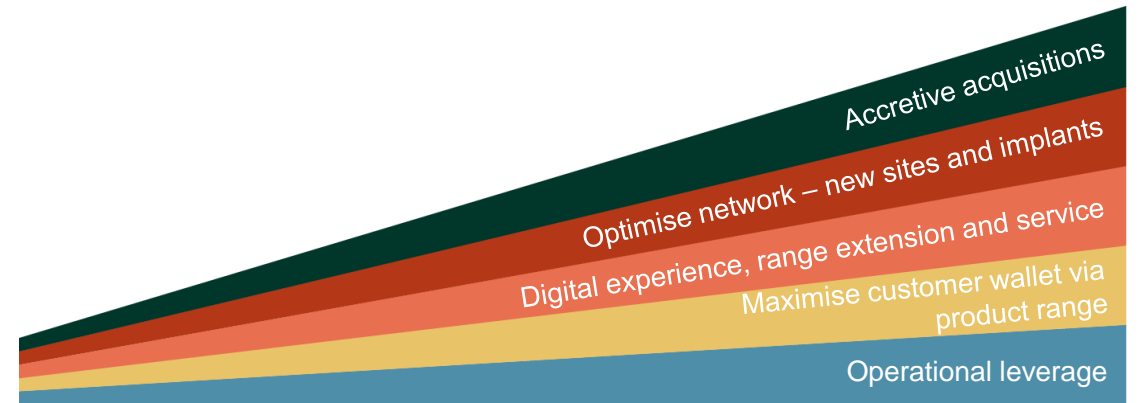 Accretive acquisitions
Optimise network – new sites and implants
Digital experience, range extension and service
Maximise customer wallet via
product range
Operational leverage